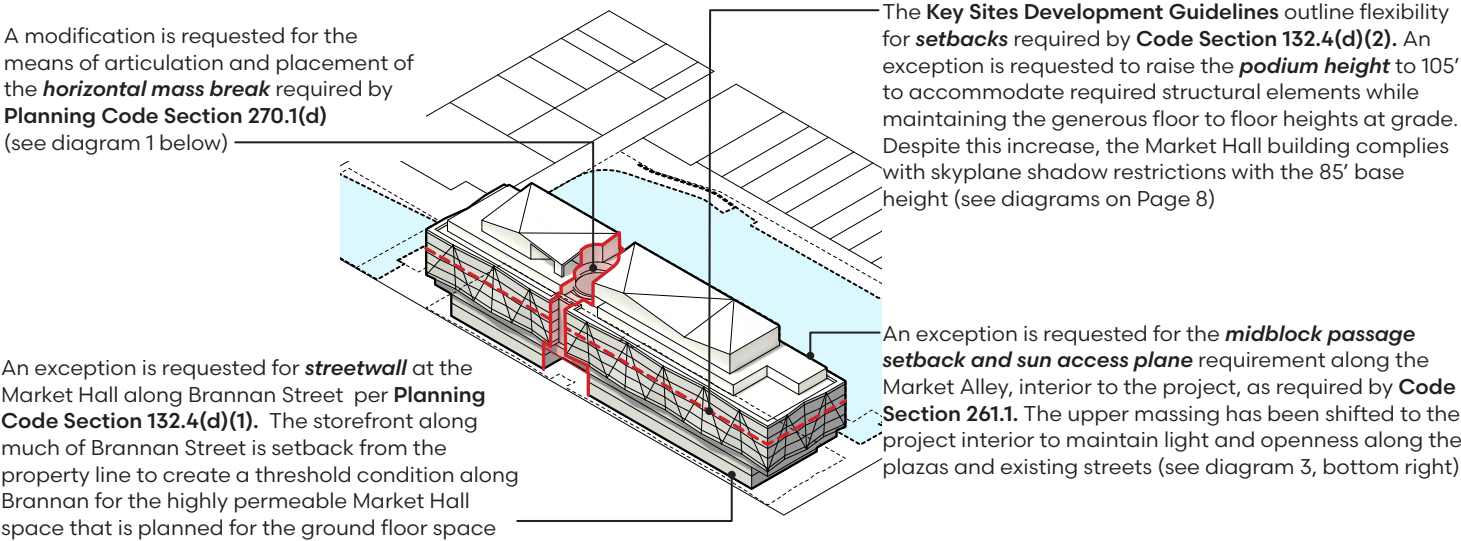 A modification is requested for the
means of articulation and placement of
the horizontal mass break required by
Planning Code Section 270.1(d)
(see diagram 1 below)
An exception is requested for streetwall at the
Market Hall along Brannan Street per Planning
Code Section 132.4(d)(1). The storefront along
much of Brannan Street is setback from the
property line to create a threshold condition along
Brannan for the highly permeable Market Hall
space that is planned for the ground floor space
The Key Sites Development Guidelines outline flexibility
for setbacks required by Code Section 132.4(d)(2). An
exception is requested to raise the podium height to 105′
to accommodate required structural elements while
maintaining the generous floor to floor heights at grade.
Despite this increase, the Market Hall building complies
with skyplane shadow restrictions with the 85′ base
height (see diagrams on Page 8)
An exception is requested for the midblock passage
setback and sun access plane requirement along the
Market Alley, interior to the project, as required by Code
Section 261.1. The upper massing has been shifted to the
project interior to maintain light and openness along the
plazas and existing streets (see diagram 3, bottom right)